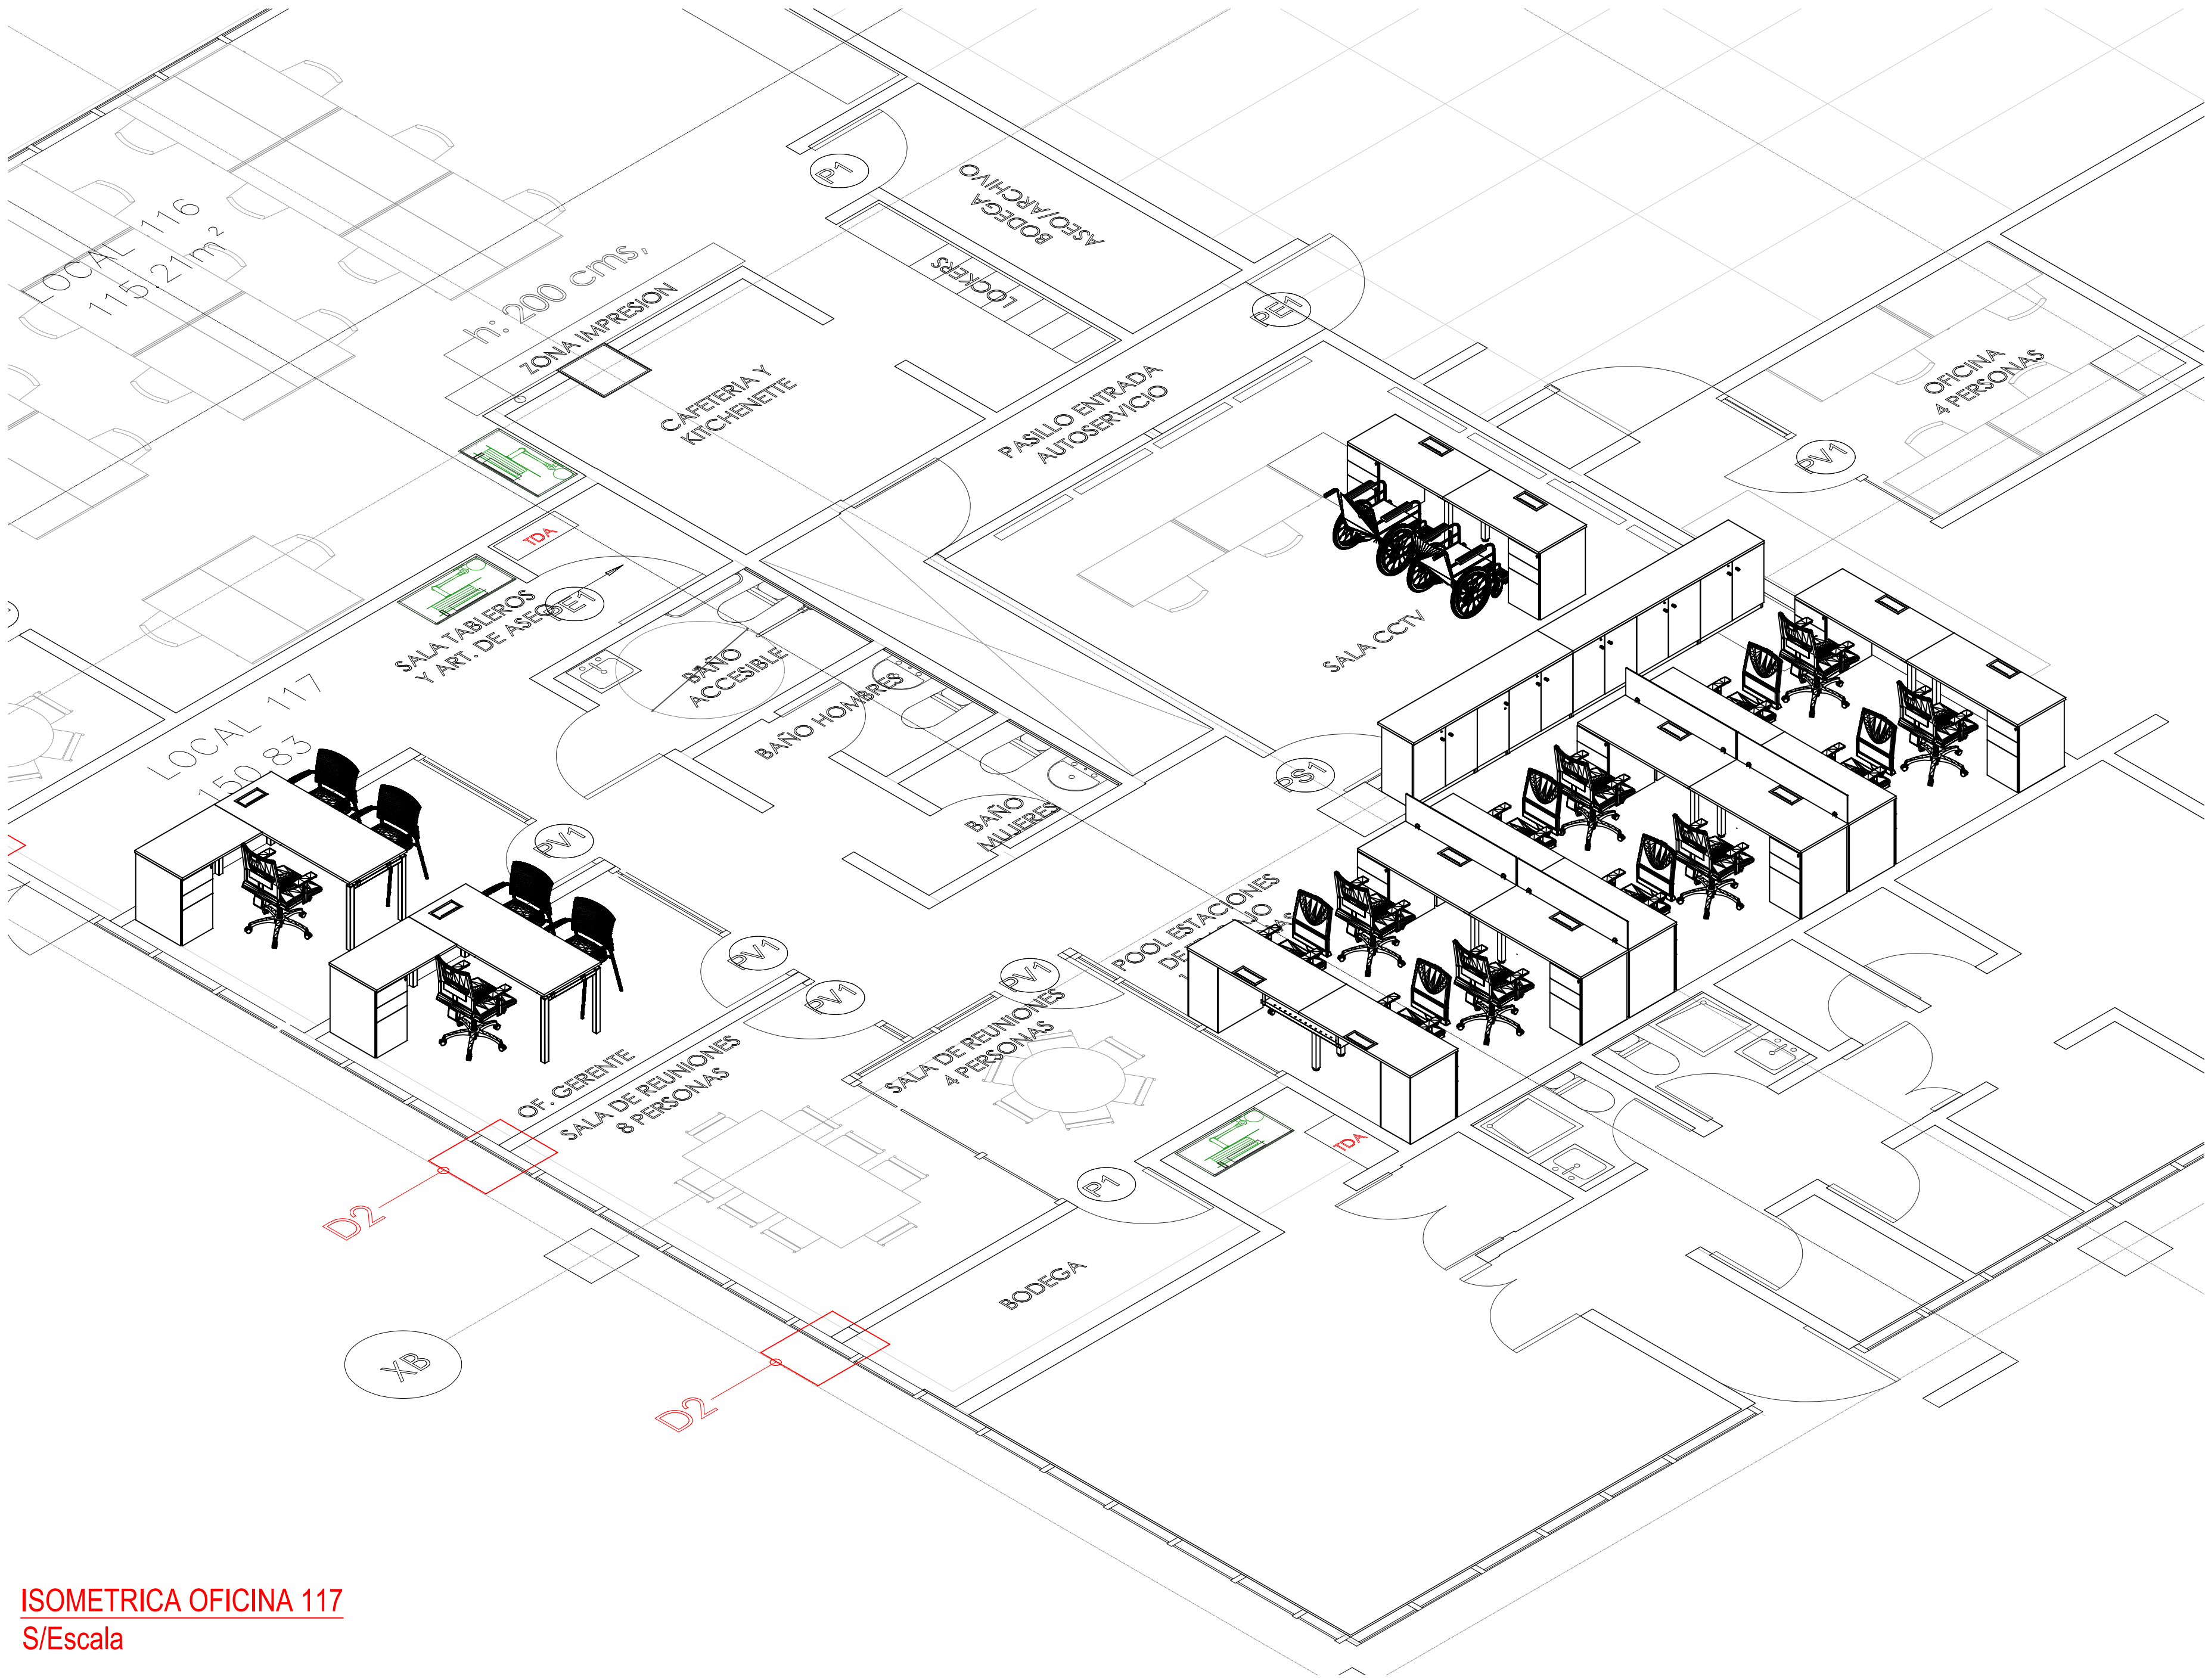 LOCAL 116
115.21m²
h: 200 cms,
ZONA IMPRESION
P1
BODEGA
ASEO/ARCHIVO
LOCKERS
PE1
CAFETERIA Y
KITCHENETTE
PASILLO ENTRADA
AUTOSERVICIO
OFICINA
4 PERSONAS
PV1
TDA
SALA TABLEROS
Y ART. DE ASEO
PE1
BAÑO
ACCESIBLE
SALA CCTV
LOCAL 117
150.83
BAÑO HOMBRES
PS1
BAÑO
MUJERES
PV1
PV1
PV1
PV1
POOL ESTACIONES
DE
OF. GERENTE
SALA DE REUNIONES
8 PERSONAS
SALA DE REUNIONES
4 PERSONAS
TDA
P1
D2
BODEGA
XB
D2
ISOMETRICA OFICINA 117
S/Escala